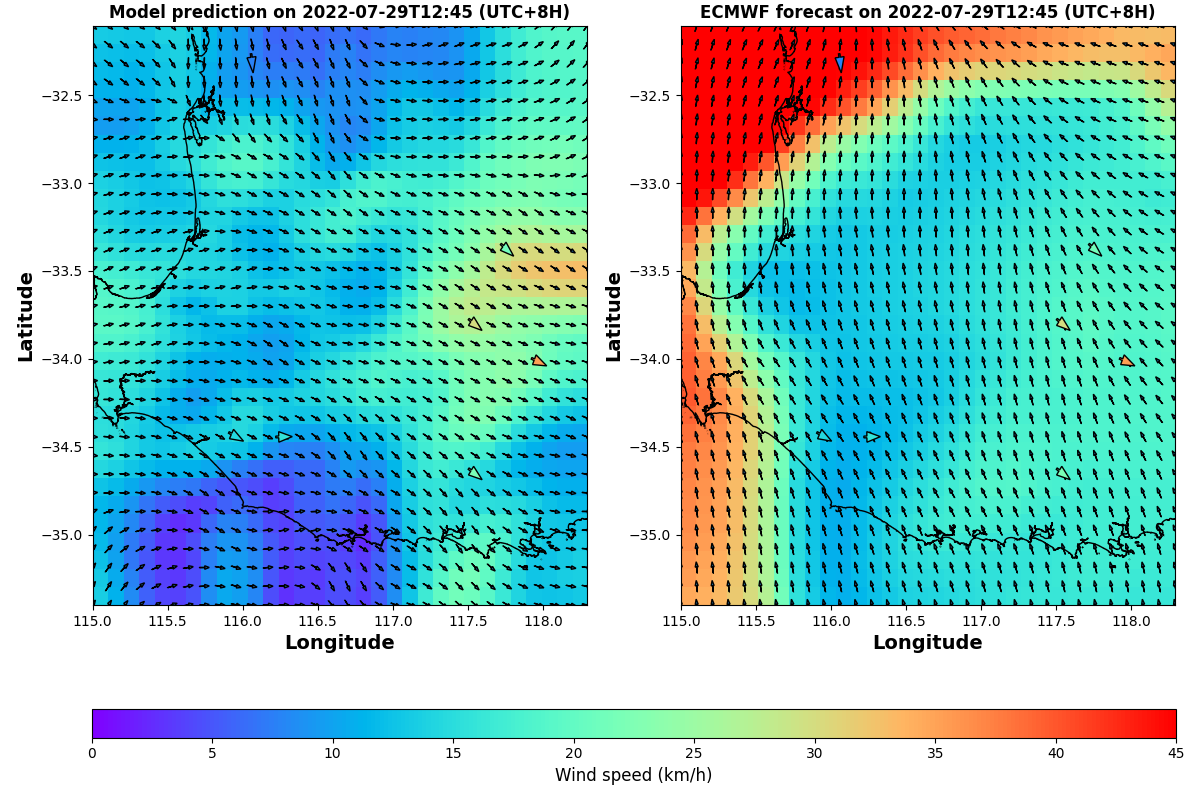 Model prediction on 2022-07-29T12:45 (UTC+8H)
ECMWF forecast on 2022-07-29T12:45 (UTC+8H)
Latitude
−32.5
−33.0
−33.5
−34.0
−34.5
−35.0
115.0 115.5 116.0 116.5 117.0 117.5 118.0
Longitude
Latitude
−32.5
−33.0
−33.5
−34.0
−34.5
−35.0
115.0 115.5 116.0 116.5 117.0 117.5 118.0
Longitude
0 5 10 15 20 25 30 35 40 45
Wind speed (km/h)